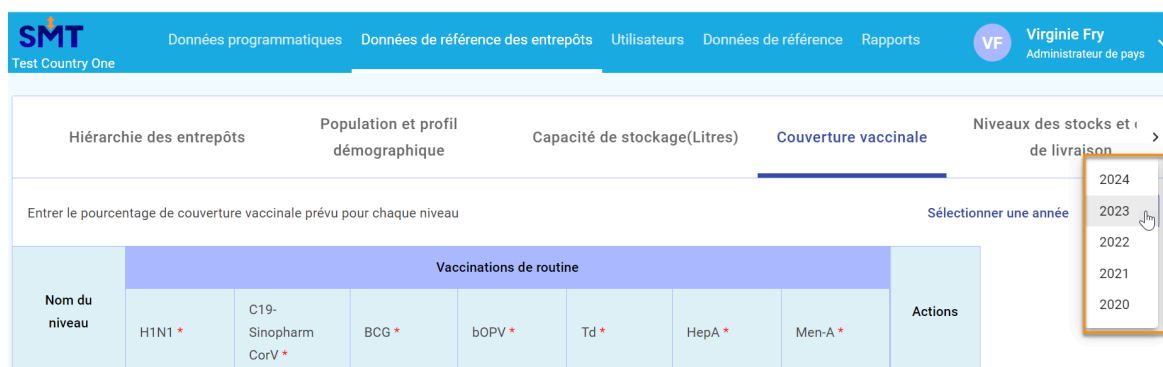 SMT
Test Country One
Données programmatiques Données de référence des entrepôts Utilisateurs Données de référence Rapports
VF
Virginie Fry
Administrateur de pays
Hiérarchie des entrepôts
Population et profil
démographique
Capacité de stockage(Litres)
Couverture vaccinale
Niveaux des stocks et
de livraison
Entrer le pourcentage de couverture vaccinale prévu pour chaque niveau
Sélectionner une année
2024
2023
2022
2021
2020
Nom du
niveau
Vaccinations de routine
Actions
H1N1 *
C19-
Sinopharm
CorV *
BCG *
bOPV *
Td *
HepA *
Men-A *